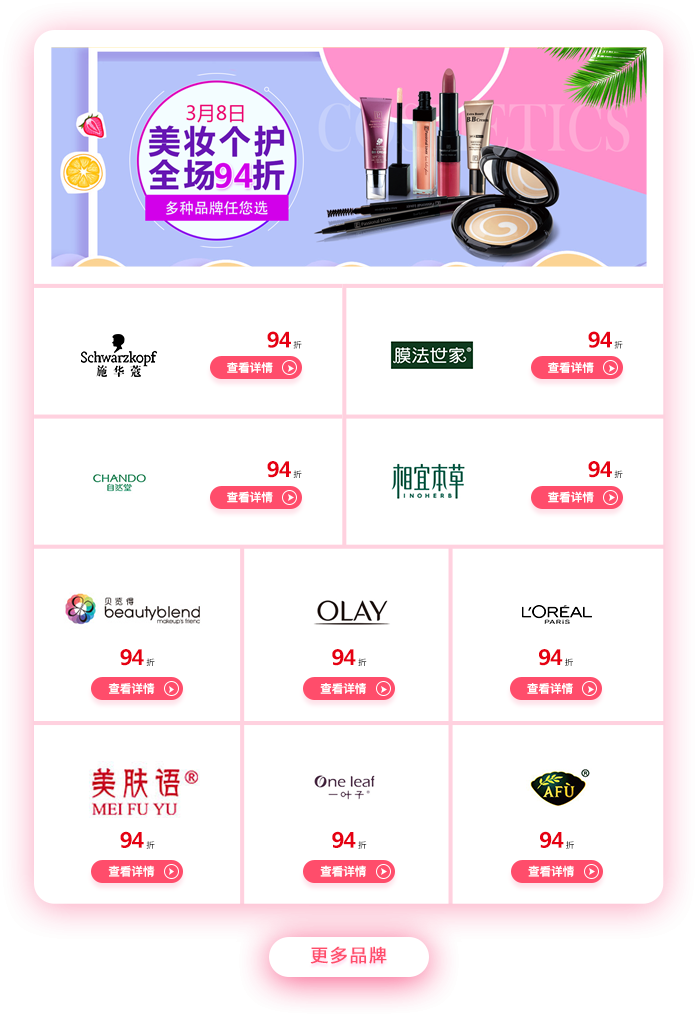 3月8日
COSMETICS
美妆个护
全场94折
多种品牌任您选
Schwarzkopf
施华蔻
94折
查看详情
膜法世家®
94折
查看详情
CHANDO
自然堂
94折
查看详情
相宜本草
INOHERB
94折
查看详情
贝览得
beautyblend
makeup's friend
94折
查看详情
OLAY
94折
查看详情
L'ORÉAL
PARIS
94折
查看详情
美肤语®
MEI FU YU
94折
查看详情
One leaf
一叶子®
94折
查看详情
AFÙ®
94折
查看详情
更多品牌